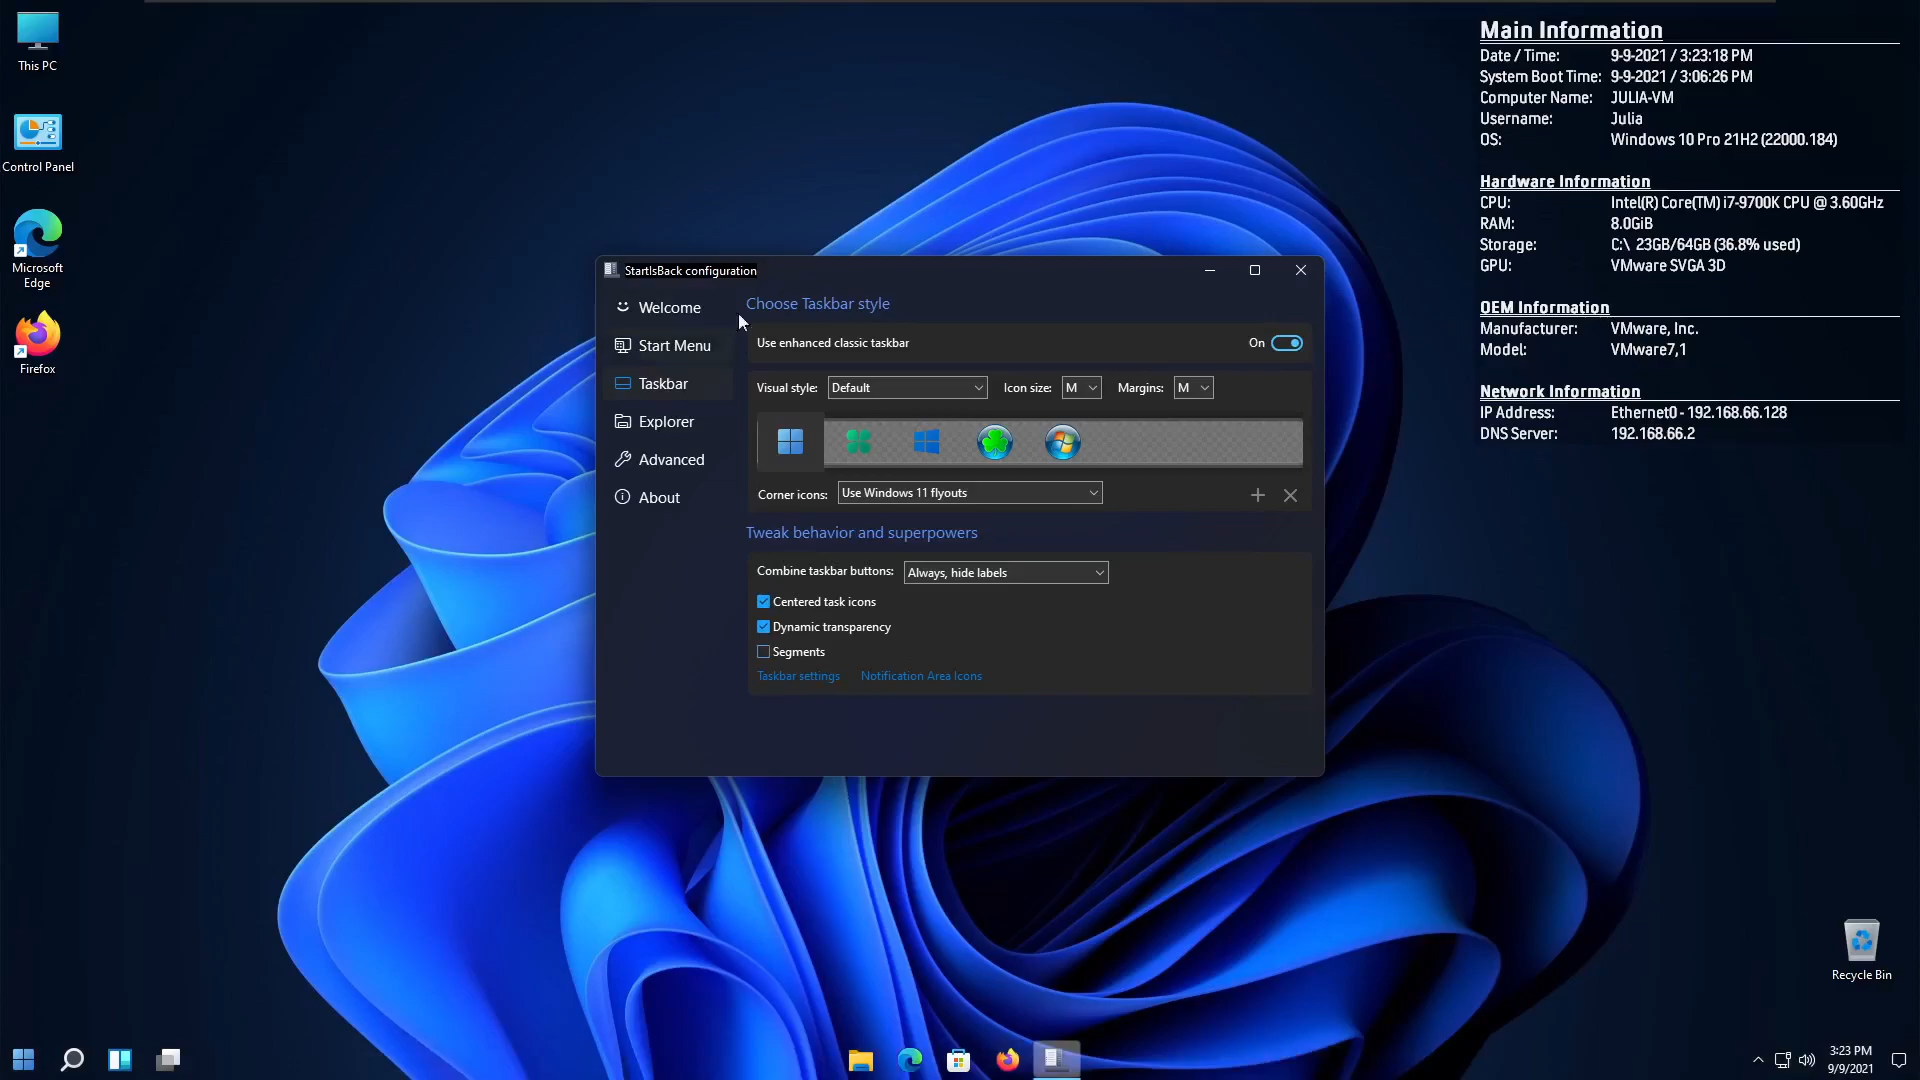 This PC
Control Panel
Microsoft
Edge
Firefox
Main Information
Date / Time: 9-9-2021 / 3:23:18 PM
System Boot Time: 9-9-2021 / 3:06:26 PM
Computer Name: JULIA-VM
Username: Julia
OS: Windows 10 Pro 21H2 (22000.184)
Hardware Information
CPU: Intel(R) Core(TM) i7-9700K CPU @ 3.60GHz
RAM: 8.0GiB
Storage: C:\ 23GB/64GB (36.8% used)
GPU: VMware SVGA 3D
OEM Information
Manufacturer: VMware, Inc.
Model: VMware7,1
Network Information
IP Address: Ethernet0 - 192.168.66.128
DNS Server: 192.168.66.2
StartIsBack configuration
Welcome
Start Menu
Taskbar
Explorer
Advanced
About
Choose Taskbar style
Use enhanced classic taskbar On
Visual style: Default Icon size: M Margins: M
Corner icons: Use Windows 11 flyouts
Tweak behavior and superpowers
Combine taskbar buttons: Always, hide labels
Centered task icons
Dynamic transparency
Segments
Taskbar settings Notification Area Icons
Recycle Bin
3:23 PM
9/9/2021